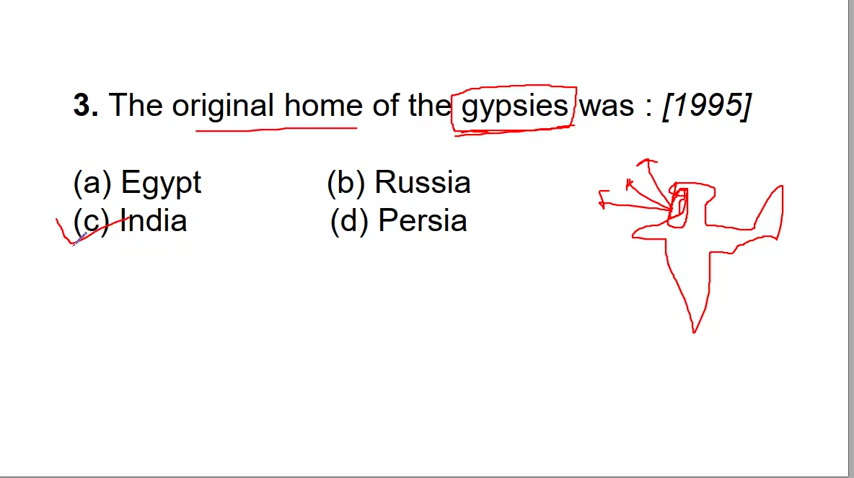 3. The original home of the gypsies was : [1995]
(a) Egypt (b) Russia
(c) India (d) Persia